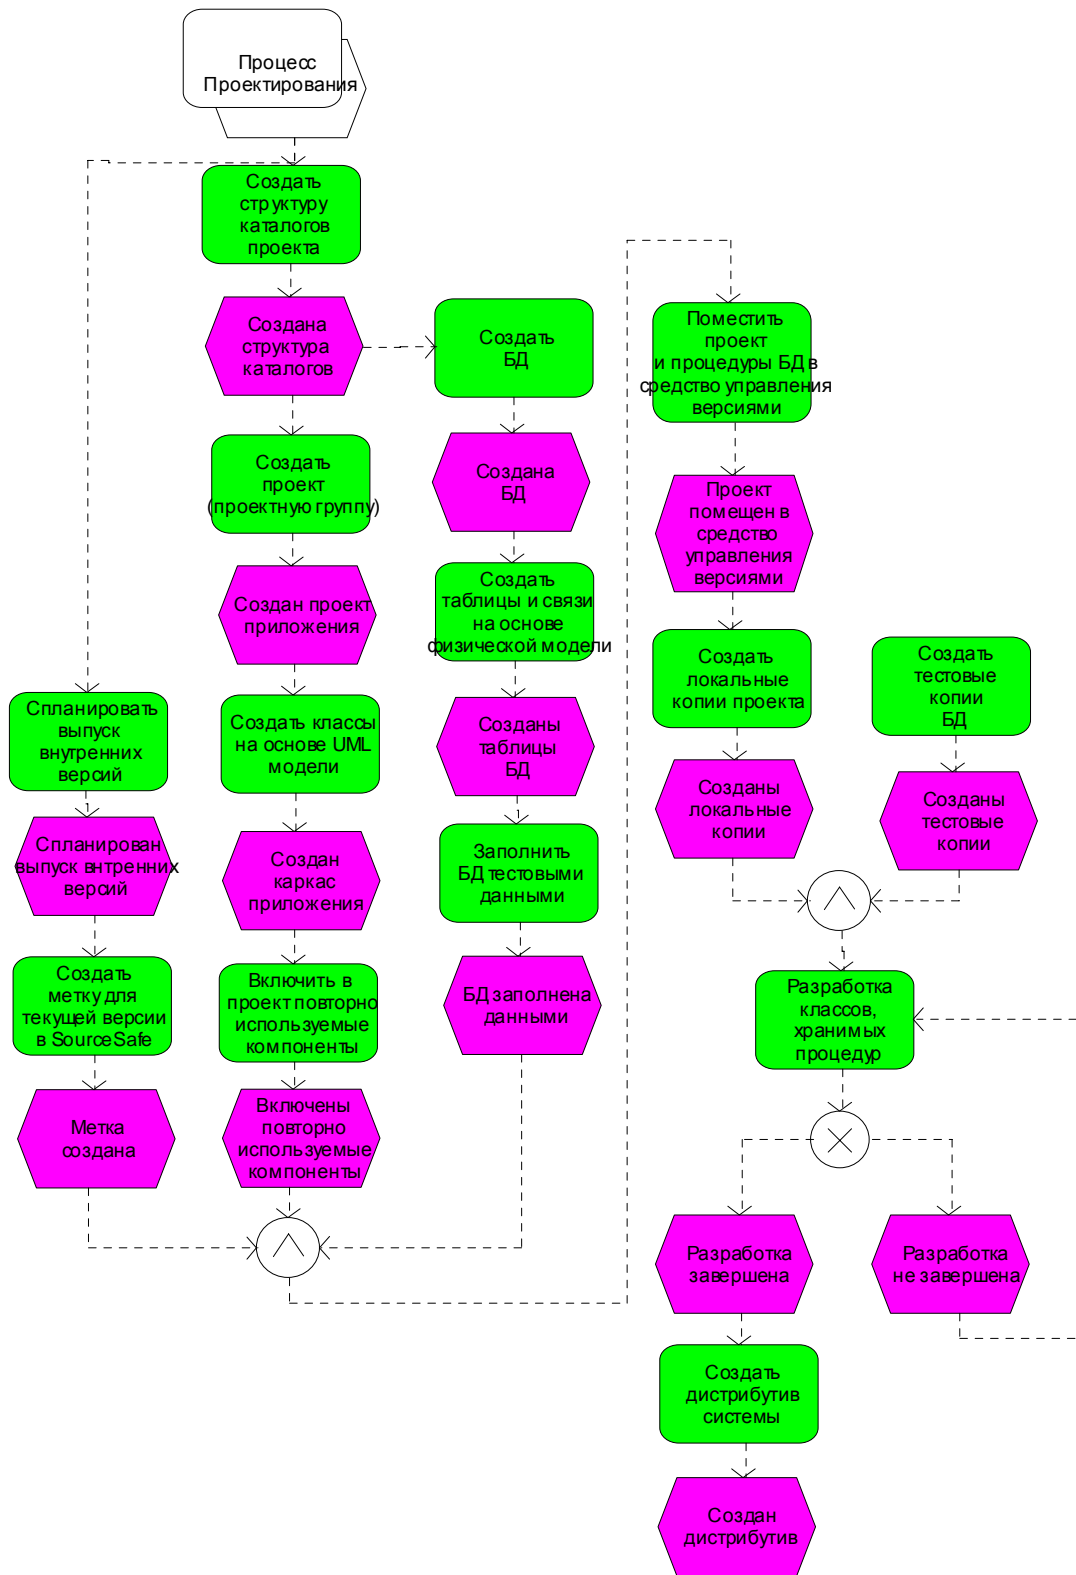 Процесс
Проектирования
Создать
структуру
каталогов
проекта
Создана
структура
каталогов
Создать
проект
(проектную группу)
Создан проект
приложения
Создать классы
на основе UML
модели
Создан
каркас
приложения
Включить в
проект повторно
используемые
компоненты
Включены
повторно
используемые
компоненты
Спланировать
выпуск
внутренних
версий
Спланирован
выпуск внтренних
версий
Создать
метку для
текущей версии
в SourceSafe
Метка
создана
Создать
БД
Создана
БД
Создать
таблицы и связи
на основе
физической модели
Созданы
таблицы
БД
Заполнить
БД тестовыми
данными
БД заполнена
данными
Поместить
проект
и процедуры БД в
средство управления
версиями
Проект
помещен в
средство
управления
версиями
Создать
локальные
копии проекта
Созданы
локальные
копии
Создать
тестовые
копии
БД
Созданы
тестовые
копии
Разработка
классов,
хранимых
процедур
Разработка
завершена
Разработка
не завершена
Создать
дистрибутив
системы
Создан
дистрибутив